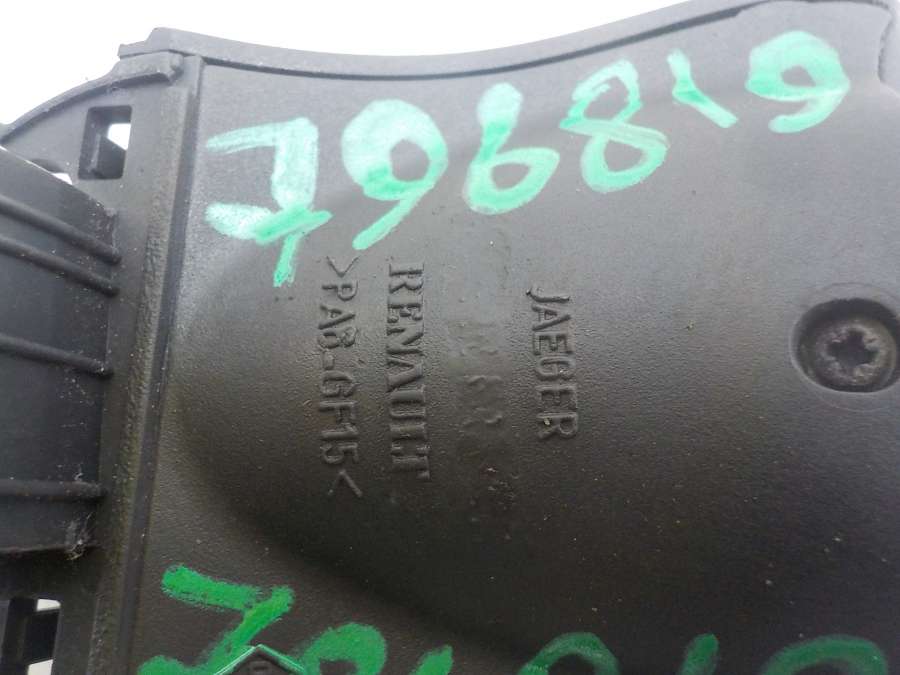 796819
JAEGER
RENAULT
>PA6-GF15<